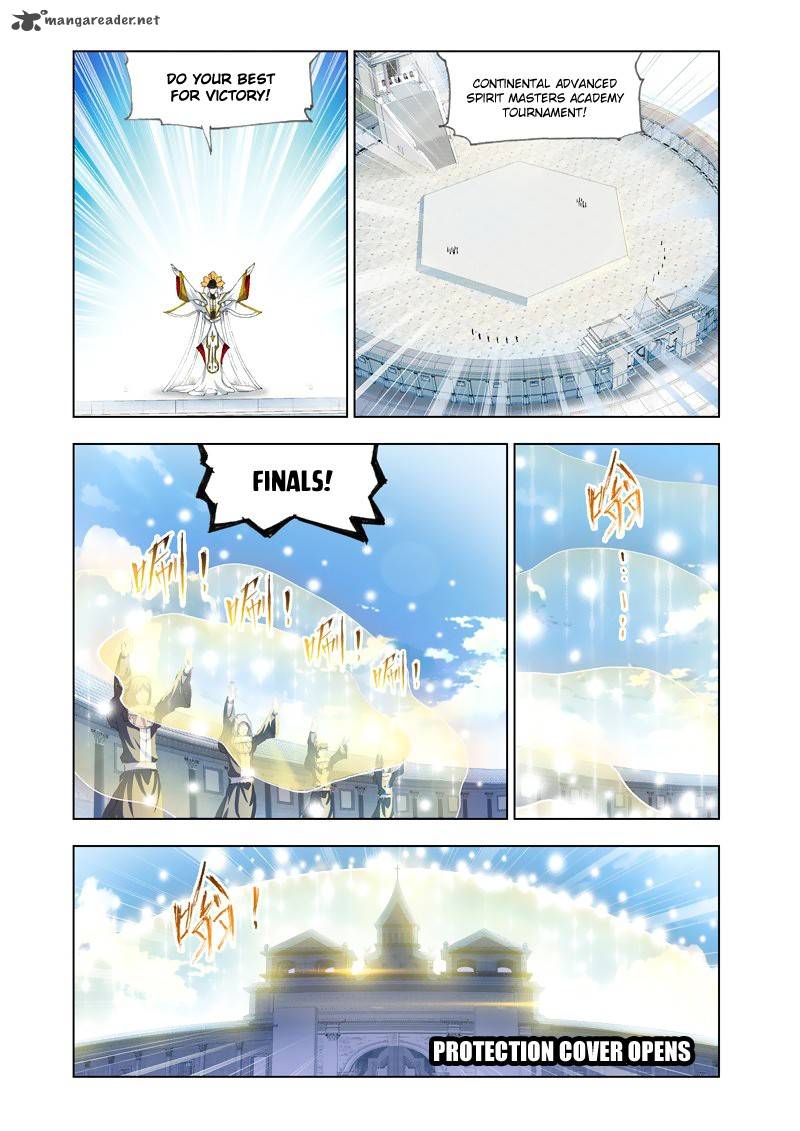 mangareader.net
DO YOUR BEST
FOR VICTORY!
CONTINENTAL ADVANCED
SPIRIT MASTERS ACADEMY
TOURNAMENT!
FINALS!
唰!
唰!
唰!
唰!
嗡
嗡!
PROTECTION COVER OPENS